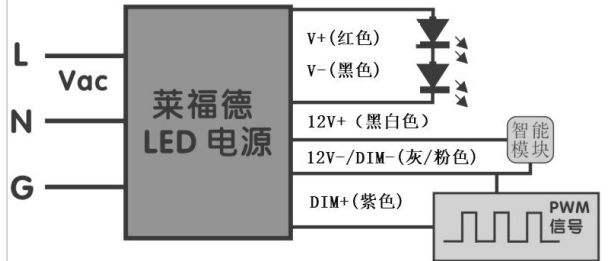 L
Vac
N
G
莱福德
LED 电源
V+(红色)
V-(黑色)
12V+（黑白色）
12V-/DIM-(灰/粉色)
DIM+(紫色)
智能
模块
PWM
信号